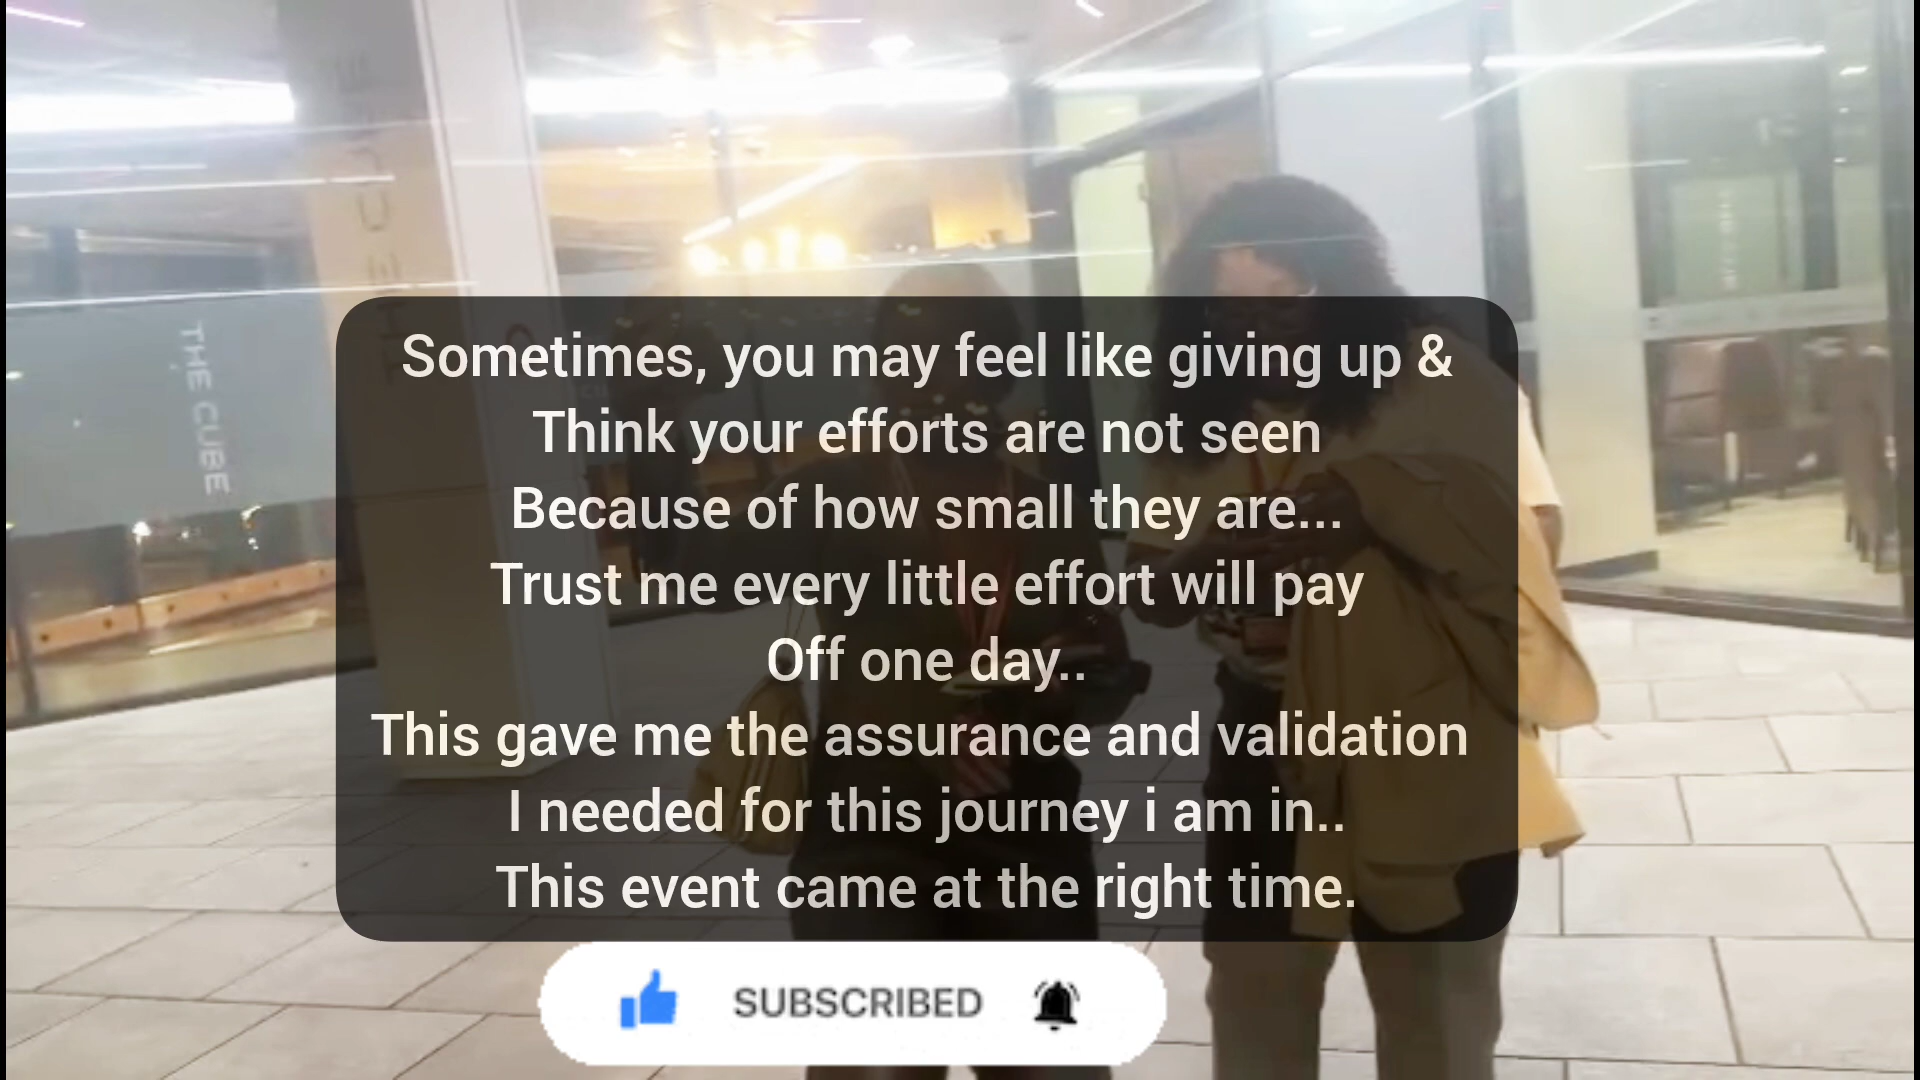 THE CUBE
Sometimes, you may feel like giving up &
Think your efforts are not seen
Because of how small they are...
Trust me every little effort will pay
Off one day..
This gave me the assurance and validation
I needed for this journey i am in..
This event came at the right time.
SUBSCRIBED